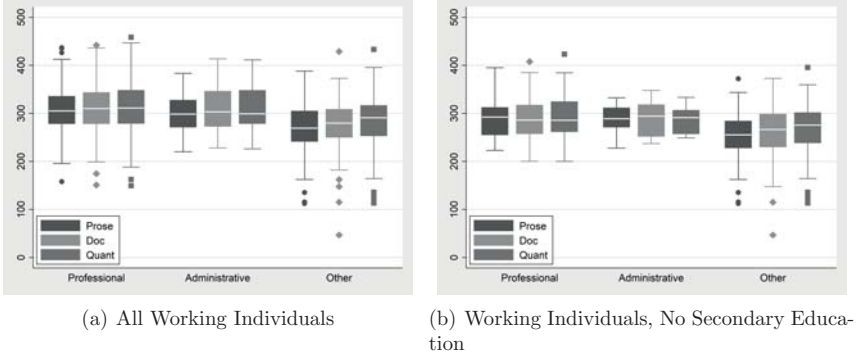 500
400
300
200
100
0
Prose
Doc
Quant
Professional
Administrative
Other
(a) All Working Individuals
500
400
300
200
100
0
Prose
Doc
Quant
Professional
Administrative
Other
(b) Working Individuals, No Secondary Educa-
tion